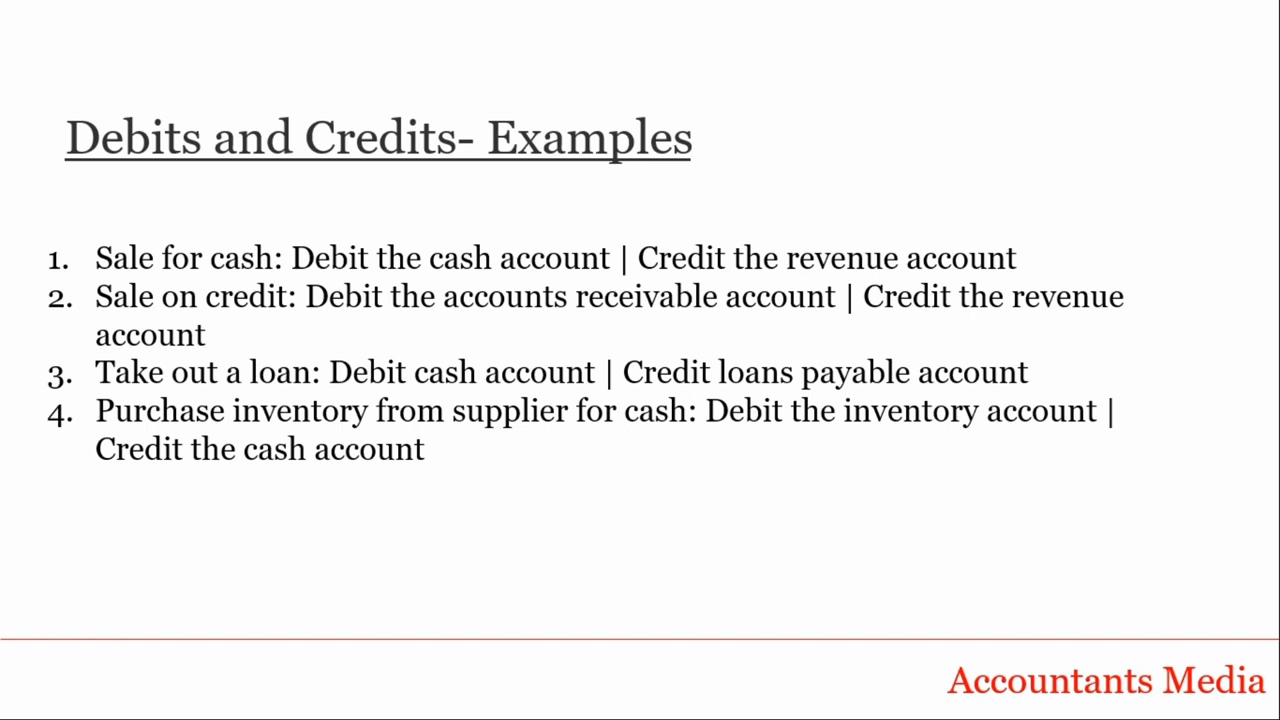 Debits and Credits- Examples
1. Sale for cash: Debit the cash account | Credit the revenue account
2. Sale on credit: Debit the accounts receivable account | Credit the revenue
account
3. Take out a loan: Debit cash account | Credit loans payable account
4. Purchase inventory from supplier for cash: Debit the inventory account |
Credit the cash account
Accountants Media